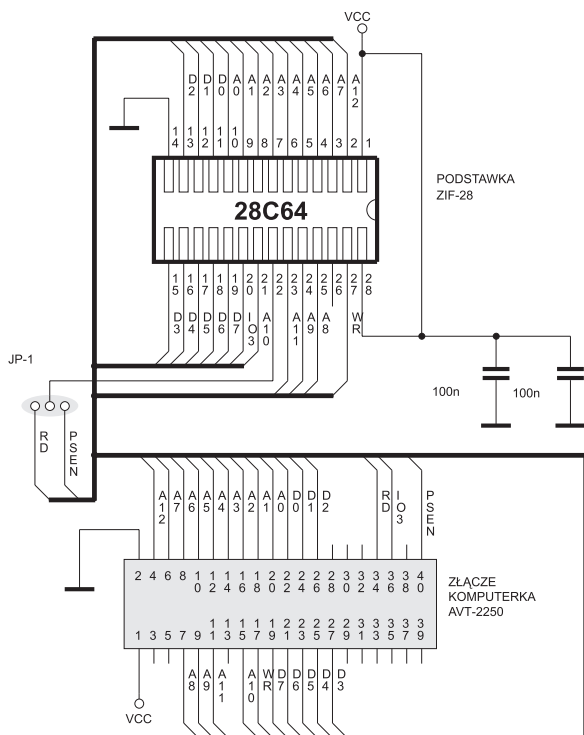 VCC
D2 D1 D0 A0 A1 A2 A3 A4 A5 A6 A7 A12
14 13 12 11 10 9 8 7 6 5 4 3 2 1
28C64
PODSTAWKA
ZIF-28
15 16 17 18 19 20 21 22 23 24 25 26 27 28
D3 D4 D5 D6 D7 IO3 A10 A11 A9 A8 WR
JP-1
100n 100n
RD PSEN
A12 A7 A6 A5 A4 A3 A2 A1 A0 D0 D1 D2 RD IO3 PSEN
2 4 6 8 10 12 14 16 18 20 22 24 26 28 30 32 34 36 38 40
ZŁĄCZE
KOMPUTERKA
AVT-2250
1 3 5 7 9 11 13 15 17 19 21 23 25 27 29 31 33 35 37 39
A8 A9 A11 A10 WR D7 D6 D5 D4 D3
VCC